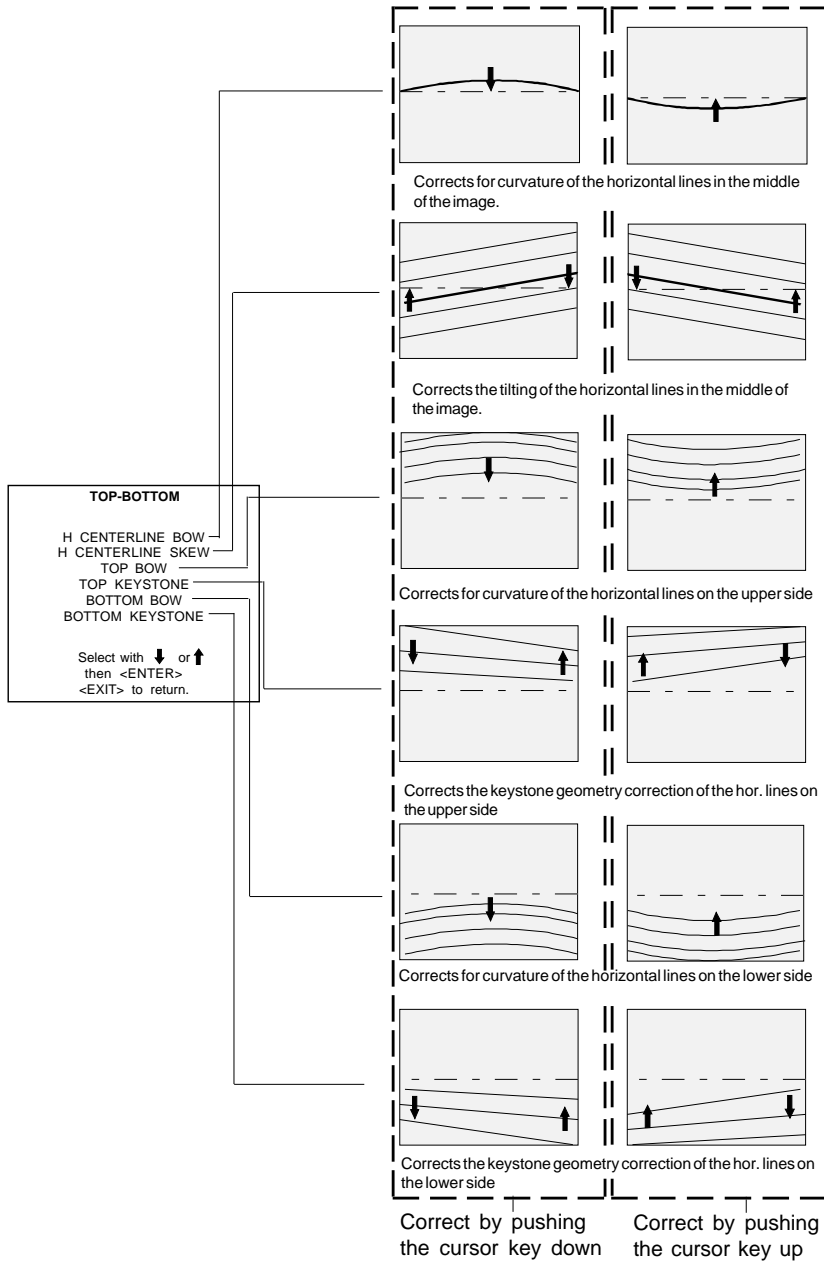 Corrects for curvature of the horizontal lines in the middle
of the image.
Corrects the tilting of the horizontal lines in the middle of
the image.
TOP-BOTTOM
H CENTERLINE BOW
H CENTERLINE SKEW
TOP BOW
TOP KEYSTONE
BOTTOM BOW
BOTTOM KEYSTONE
Select with or
then <ENTER>
<EXIT> to return.
Corrects for curvature of the horizontal lines on the upper side
Corrects the keystone geometry correction of the hor. lines on
the upper side
Corrects for curvature of the horizontal lines on the lower side
Corrects the keystone geometry correction of the hor. lines on
the lower side
Correct by pushing
the cursor key down
Correct by pushing
the cursor key up